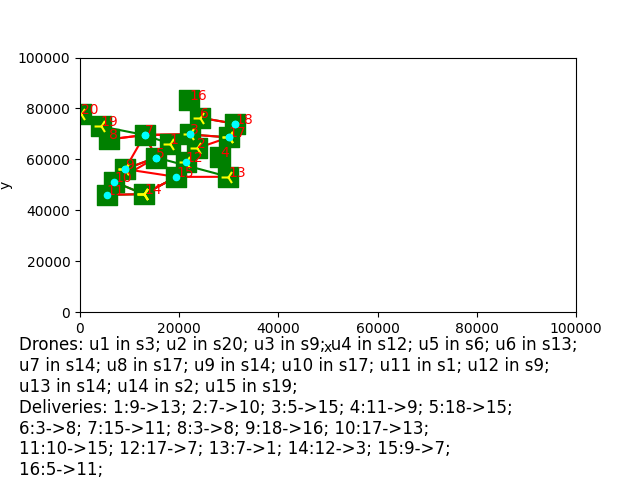 100000
80000
60000
40000
20000
0
y
0 20000 40000 60000 80000 100000
x
16
13
Drones: u1 in s3; u2 in s20; u3 in s9; u4 in s12; u5 in s6; u6 in s13;
u7 in s14; u8 in s17; u9 in s14; u10 in s17; u11 in s1; u12 in s9;
u13 in s14; u14 in s2; u15 in s19;
Deliveries: 1:9->13; 2:7->10; 3:5->15; 4:11->9; 5:18->15;
6:3->8; 7:15->11; 8:3->8; 9:18->16; 10:17->13;
11:10->15; 12:17->7; 13:7->1; 14:12->3; 15:9->7;
16:5->11;